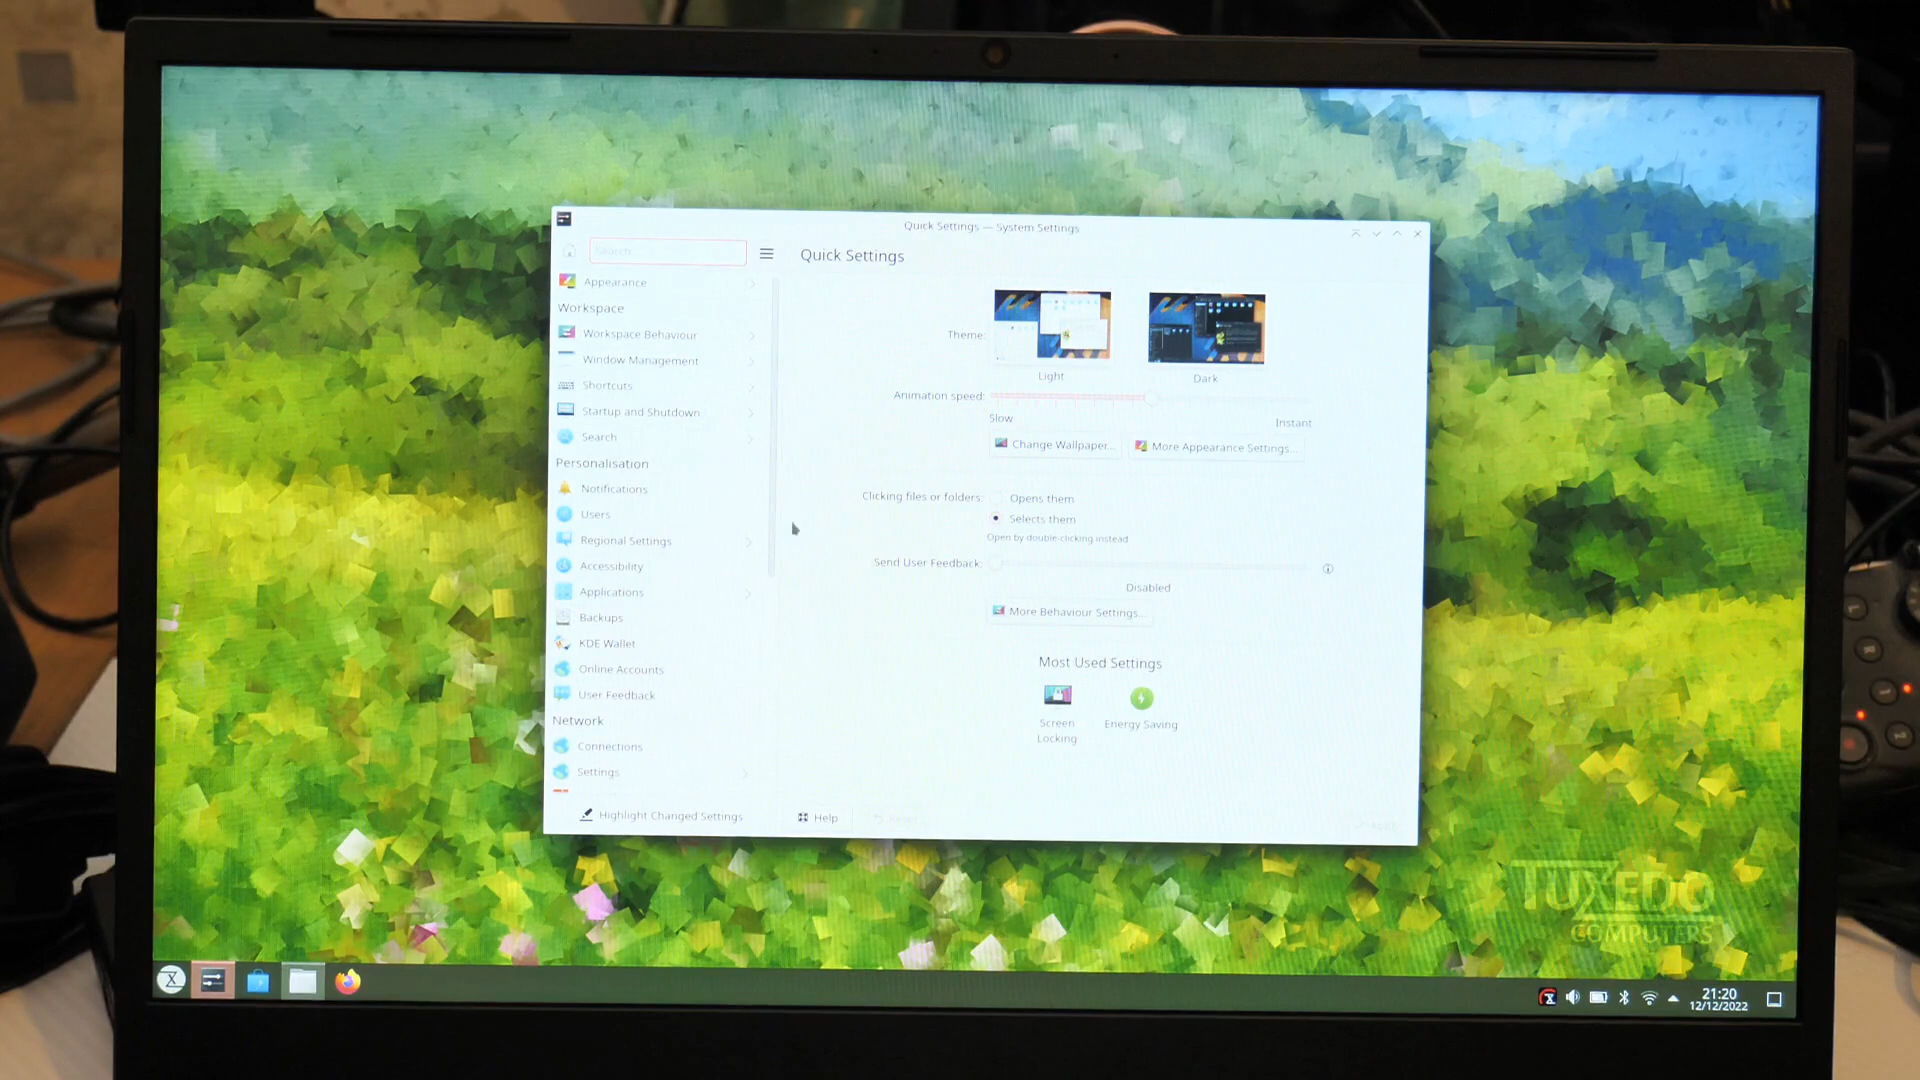 Quick Settings — System Settings
Search...
Quick Settings
Appearance
Workspace
Workspace Behaviour
Window Management
Shortcuts
Startup and Shutdown
Search
Personalisation
Notifications
Users
Regional Settings
Accessibility
Applications
Backups
KDE Wallet
Online Accounts
User Feedback
Network
Connections
Settings
Highlight Changed Settings
Theme:
Light
Dark
Animation speed:
Slow
Instant
Change Wallpaper...
More Appearance Settings...
Clicking files or folders:
Opens them
Selects them
Open by double-clicking instead
Send User Feedback:
Disabled
More Behaviour Settings...
Most Used Settings
Screen
Locking
Energy Saving
Help
Reset
TUXEDO
COMPUTERS
21:20
12/12/2022